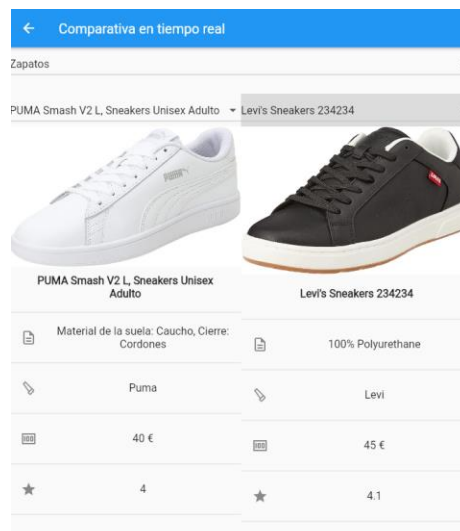 Comparativa en tiempo real
Zapatos
PUMA Smash V2 L, Sneakers Unisex Adulto
Levi's Sneakers 234234
PUMA
PUMA Smash V2 L, Sneakers Unisex
Adulto
Material de la suela: Caucho, Cierre:
Cordones
Puma
40 €
4
Levi's Sneakers 234234
100% Polyurethane
Levi
45 €
4.1